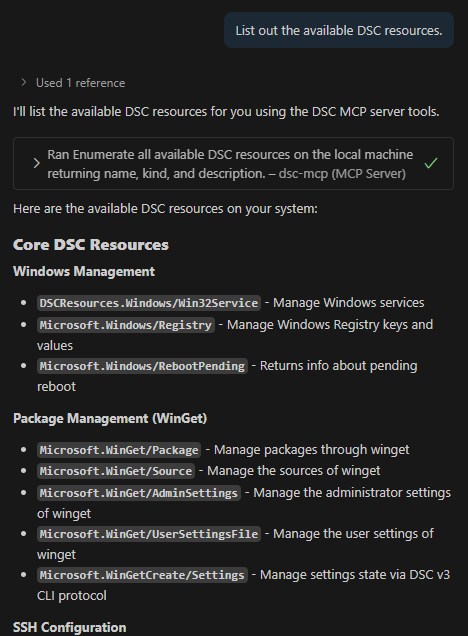 List out the available DSC resources.
Used 1 reference
I'll list the available DSC resources for you using the DSC MCP server tools.
Ran Enumerate all available DSC resources on the local machine
returning name, kind, and description. – dsc-mcp (MCP Server)
Here are the available DSC resources on your system:
Core DSC Resources
Windows Management
• DSCResources.Windows/Win32Service - Manage Windows services
• Microsoft.Windows/Registry - Manage Windows Registry keys and
values
• Microsoft.Windows/RebootPending - Returns info about pending
reboot
Package Management (WinGet)
• Microsoft.WinGet/Package - Manage packages through winget
• Microsoft.WinGet/Source - Manage the sources of winget
• Microsoft.WinGet/AdminSettings - Manage the administrator settings
of winget
• Microsoft.WinGet/UserSettingsFile - Manage the user settings of
winget
• Microsoft.WinGetCreate/Settings - Manage settings state via DSC v3
CLI protocol
SSH Configuration